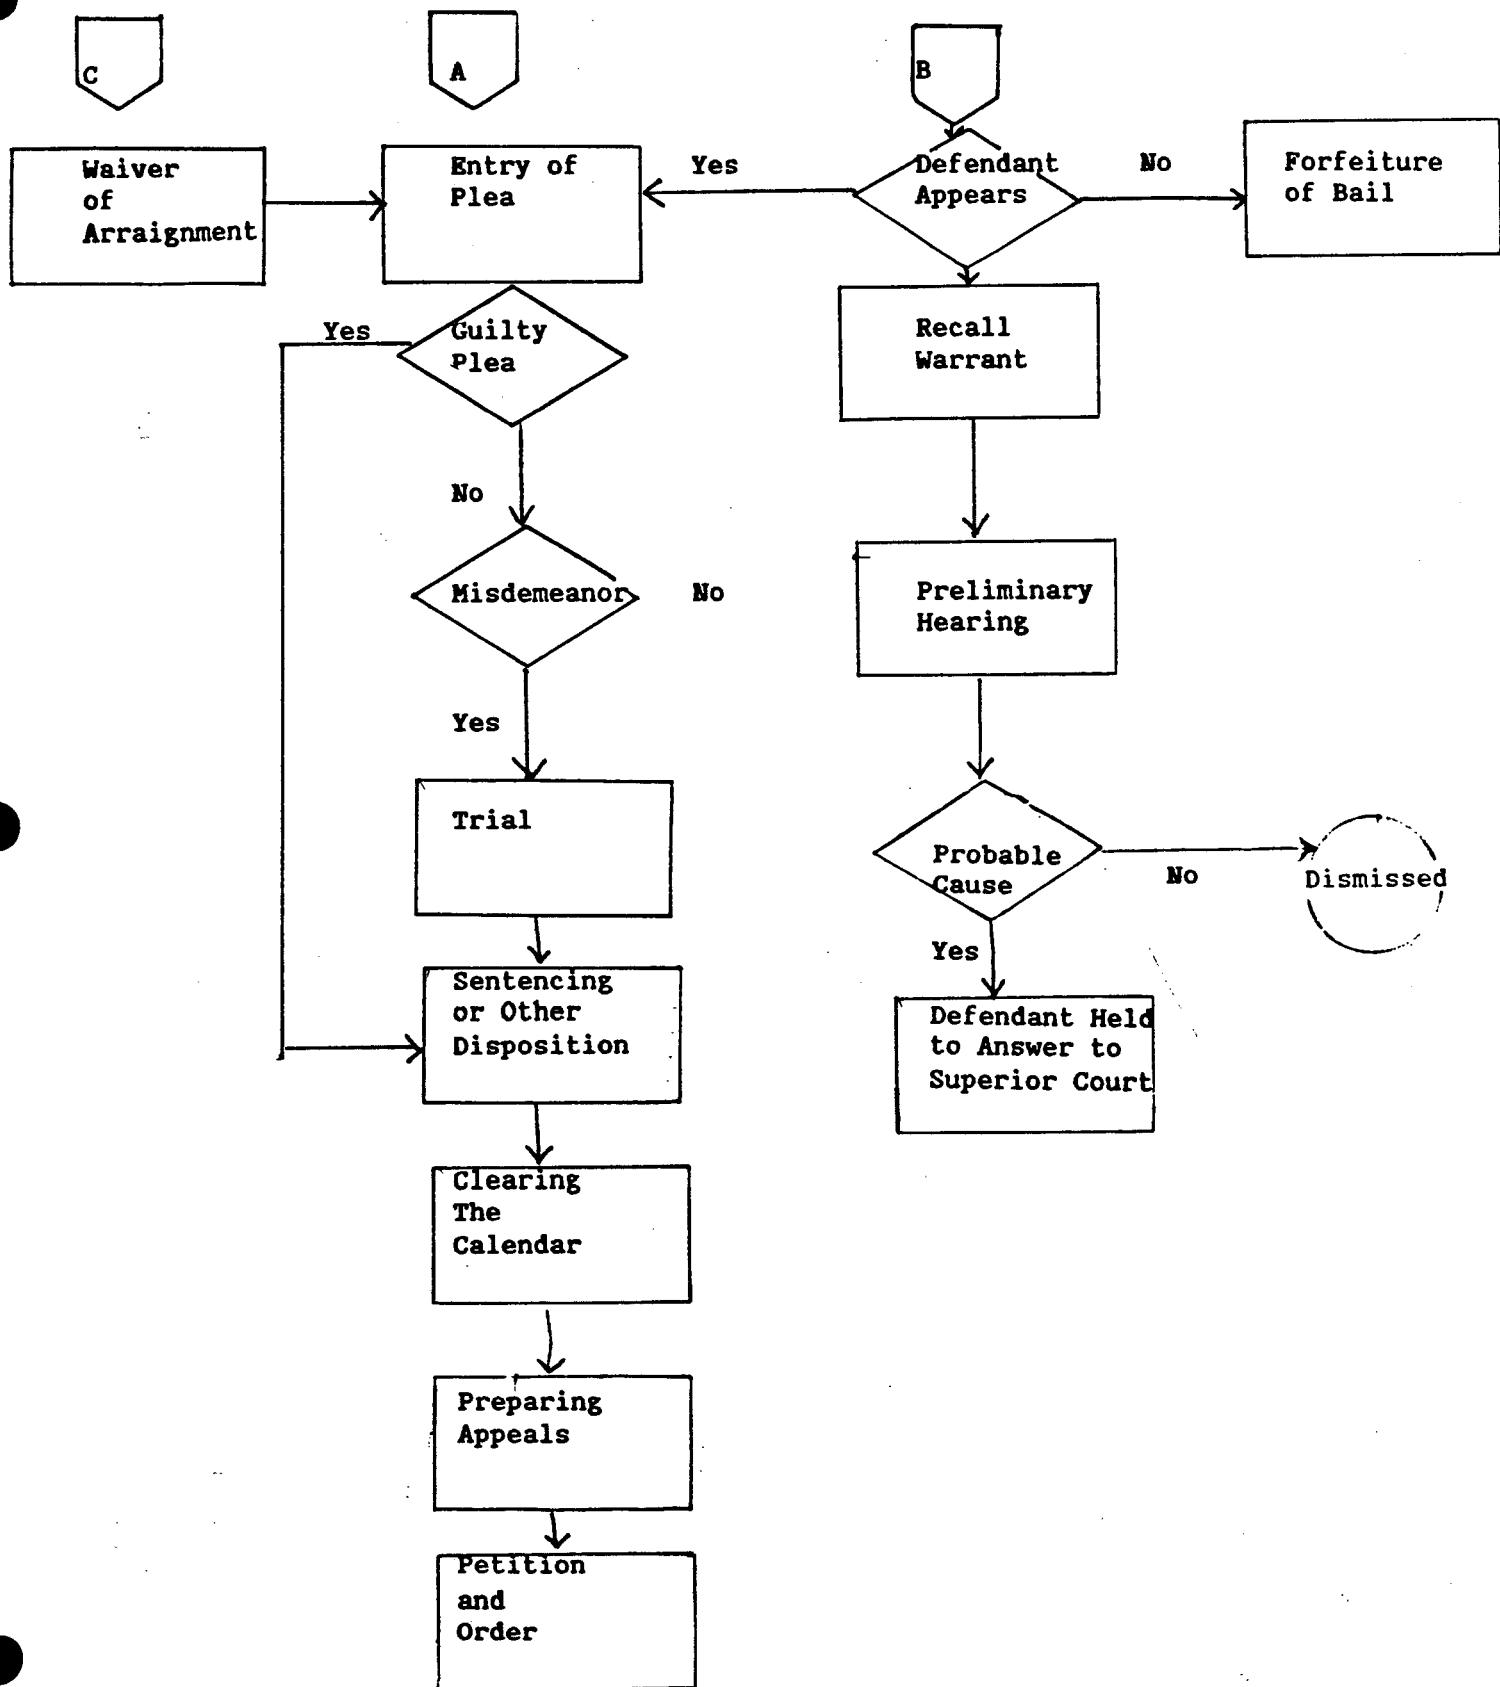 C
A
B
Waiver
of
Arraignment
Entry of
Plea
Yes
Defendant
Appears
No
Forfeiture
of Bail
Yes
Guilty
Plea
Recall
Warrant
No
Misdemeanor
No
Preliminary
Hearing
Yes
Trial
Probable
Cause
No
Dismissed
Yes
Sentencing
or Other
Disposition
Defendant Held
to Answer to
Superior Court
Clearing
The
Calendar
Preparing
Appeals
Petition
and
Order